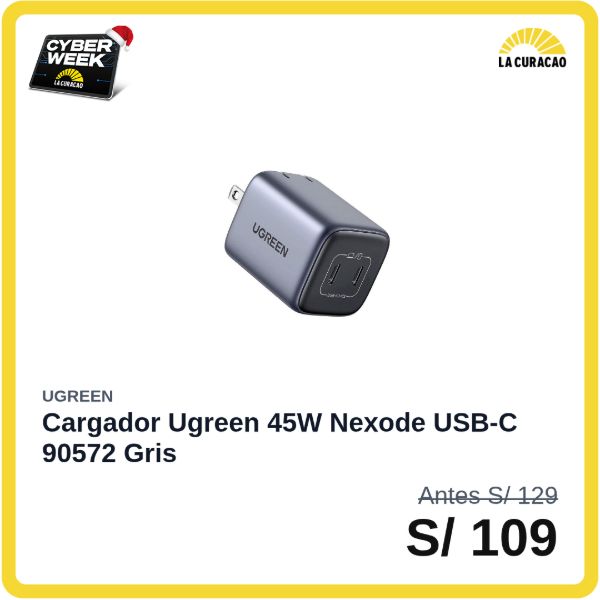 CYBER
WEEK
LA CURACAO
LA CURACAO
UGREEN
UGREEN
Cargador Ugreen 45W Nexode USB-C
90572 Gris
Antes S/ 129
S/ 109